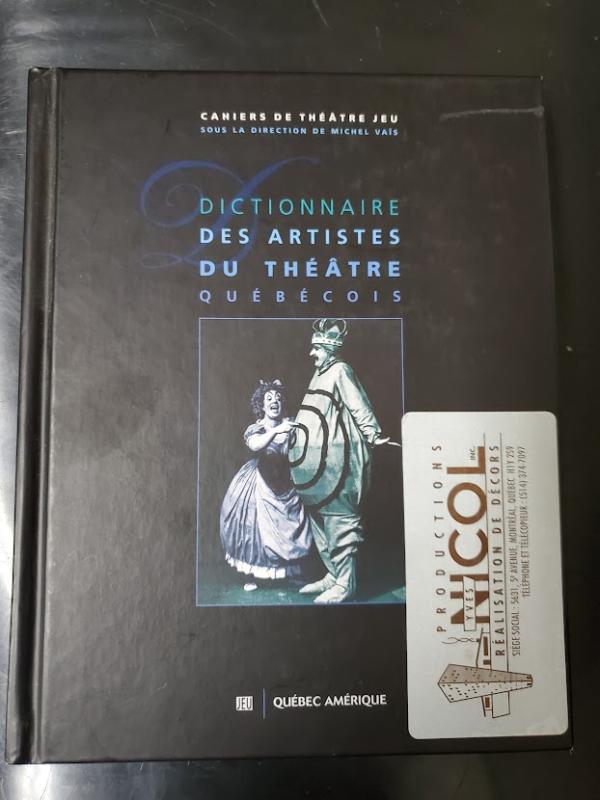 CAHIERS DE THÉÂTRE JEU
SOUS LA DIRECTION DE MICHEL VAÏS
D
DICTIONNAIRE
DES ARTISTES
DU THÉÂTRE
QUÉBÉCOIS
JEU
QUÉBEC AMÉRIQUE
PRODUCTIONS
YVES NICOL INC.
RÉALISATION DE DÉCORS
SIÈGE SOCIAL : 5631, 5e AVENUE, MONTRÉAL, QUÉBEC H1Y 2S9
TÉLÉPHONE ET TÉLÉCOPIEUR : (514) 374-7097